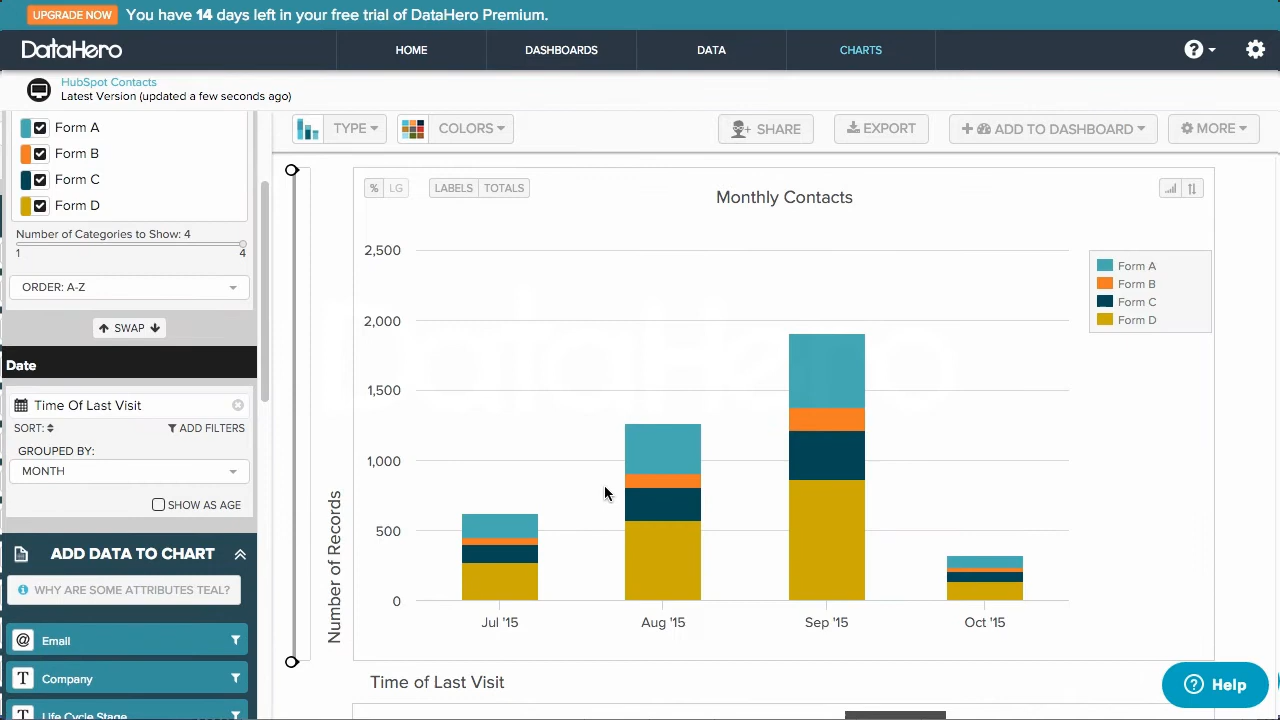 UPGRADE NOW You have 14 days left in your free trial of DataHero Premium.
DataHero HOME DASHBOARDS DATA CHARTS ?
HubSpot Contacts
Latest Version (updated a few seconds ago)
Form A
Form B
Form C
Form D
Number of Categories to Show: 4
1 4
ORDER: A-Z
SWAP
Date
Time Of Last Visit
SORT: ADD FILTERS
GROUPED BY:
MONTH
SHOW AS AGE
ADD DATA TO CHART
i WHY ARE SOME ATTRIBUTES TEAL?
@ Email
T Company
T Life Cycle Stage
TYPE COLORS SHARE EXPORT + ADD TO DASHBOARD MORE
% LG LABELS TOTALS
Monthly Contacts
2,500
2,000
1,500
1,000
500
0
Number of Records
Jul '15 Aug '15 Sep '15 Oct '15
Form A
Form B
Form C
Form D
DataHero
Time of Last Visit
? Help